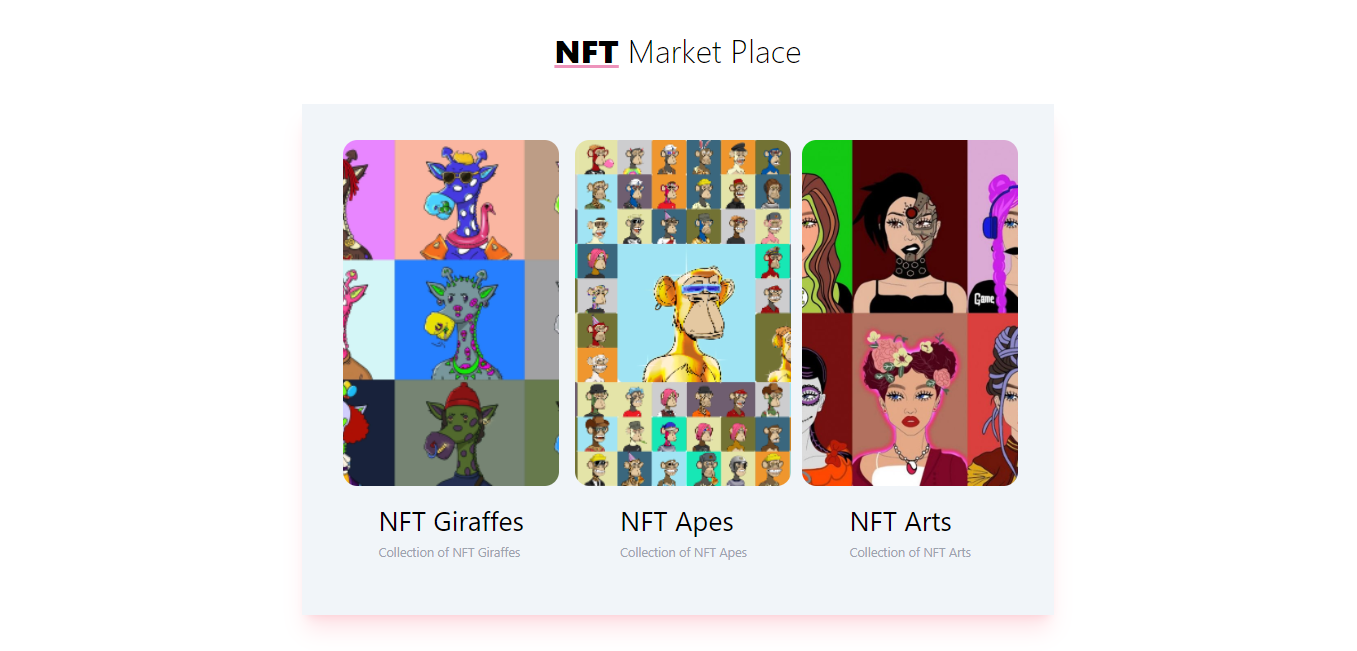 NFT Market Place
Game
NFT Giraffes
NFT Apes
NFT Arts
Collection of NFT Giraffes
Collection of NFT Apes
Collection of NFT Arts